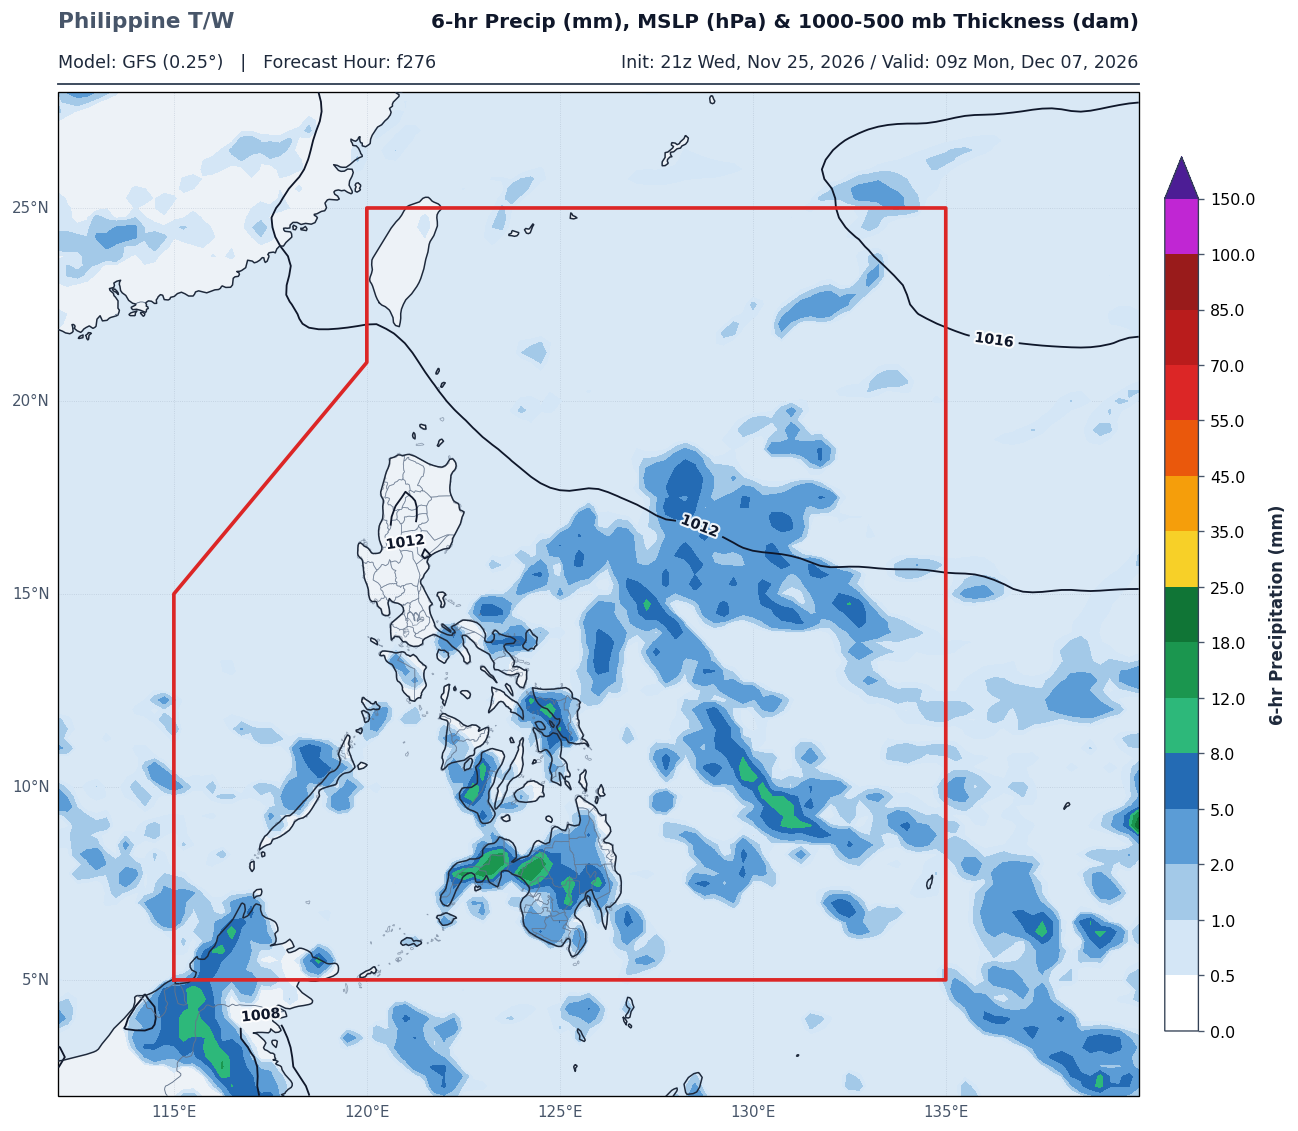 Philippine T/W
6-hr Precip (mm), MSLP (hPa) & 1000-500 mb Thickness (dam)
Model: GFS (0.25°) | Forecast Hour: f276
Init: 21z Wed, Nov 25, 2026 / Valid: 09z Mon, Dec 07, 2026
25°N
20°N
15°N
10°N
5°N
115°E
120°E
125°E
130°E
135°E
1016
1012
1012
1008
150.0
100.0
85.0
70.0
55.0
45.0
35.0
25.0
18.0
12.0
8.0
5.0
2.0
1.0
0.5
0.0
6-hr Precipitation (mm)